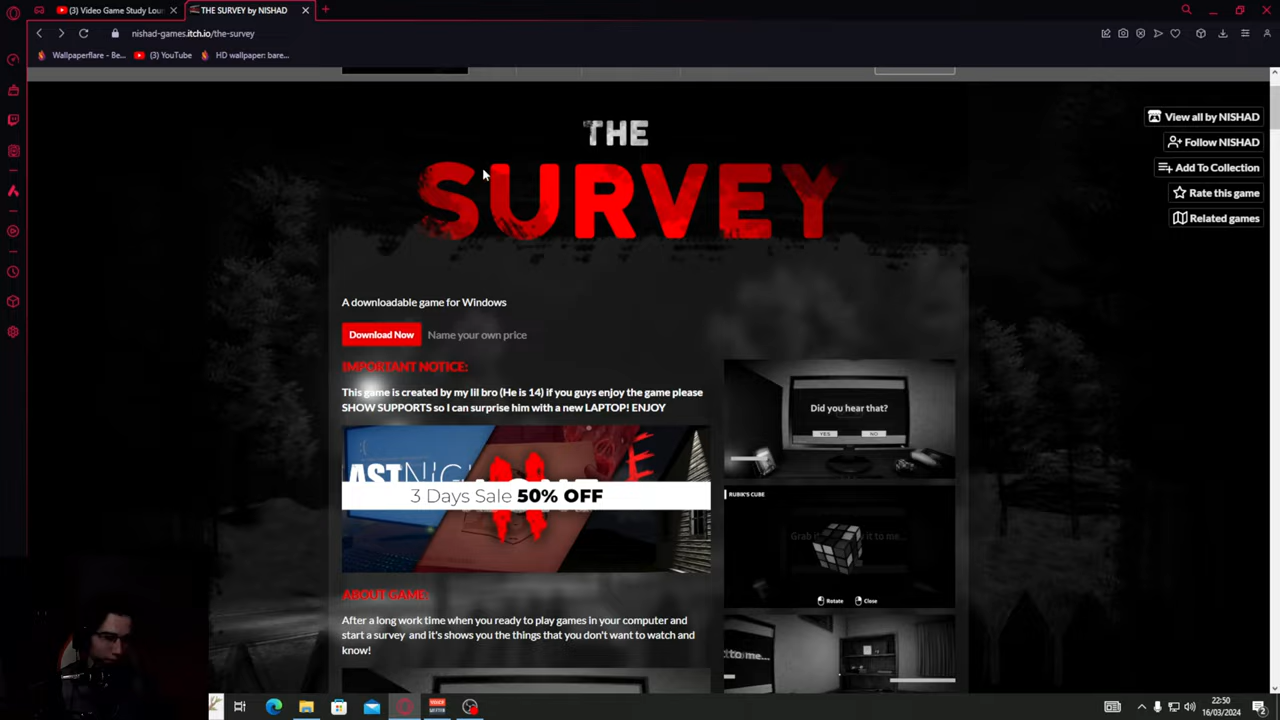 (3) Video Game Study Lour
THE SURVEY by NISHAD
nishad-games.itch.io/the-survey
Wallpaperflare - Be...
(3) YouTube
HD wallpaper: bare...
View all by NISHAD
Follow NISHAD
Add To Collection
Rate this game
Related games
THE
SURVEY
A downloadable game for Windows
Download Now
Name your own price
IMPORTANT NOTICE:
This game is created by my lil bro (He is 14) if you guys enjoy the game please
SHOW SUPPORTS so I can surprise him with a new LAPTOP! ENJOY
3 Days Sale 50% OFF
ABOUT GAME:
After a long work time when you ready to play games in your computer and
start a survey and it's shows you the things that you don't want to watch and
know!
Did you hear that?
YES
NO
RUBIK'S CUBE
Rotate
Close
to me...
22:50
16/03/2024